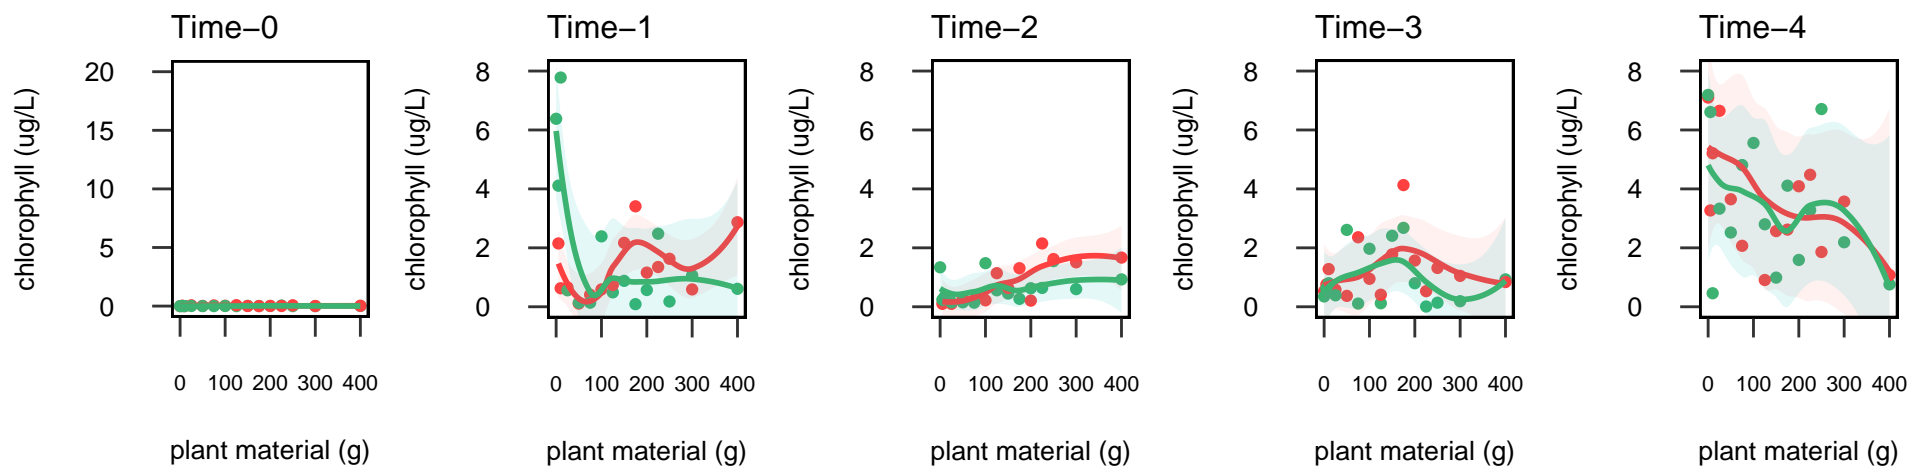 Time−0
20
15
10
5
0
chlorophyll (ug/L)
0 100 200 300 400
plant material (g)
Time−1
8
6
4
2
0
chlorophyll (ug/L)
0 100 200 300 400
plant material (g)
Time−2
8
6
4
2
0
chlorophyll (ug/L)
0 100 200 300 400
plant material (g)
Time−3
8
6
4
2
0
chlorophyll (ug/L)
0 100 200 300 400
plant material (g)
Time−4
8
6
4
2
0
chlorophyll (ug/L)
0 100 200 300 400
plant material (g)